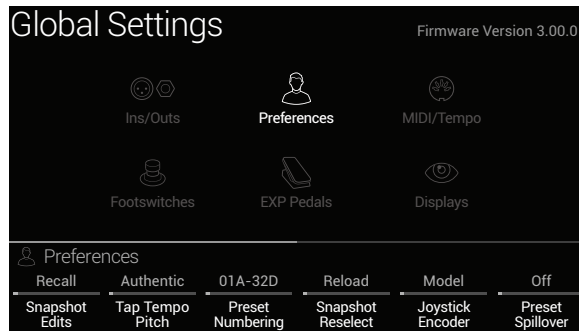 Global Settings
Firmware Version 3.00.0
Ins/Outs Preferences MIDI/Tempo
Footswitches EXP Pedals Displays
Preferences
Recall Authentic 01A-32D Reload Model Off
Snapshot Tap Tempo Preset Snapshot Joystick Preset
Edits Pitch Numbering Reselect Encoder Spillover